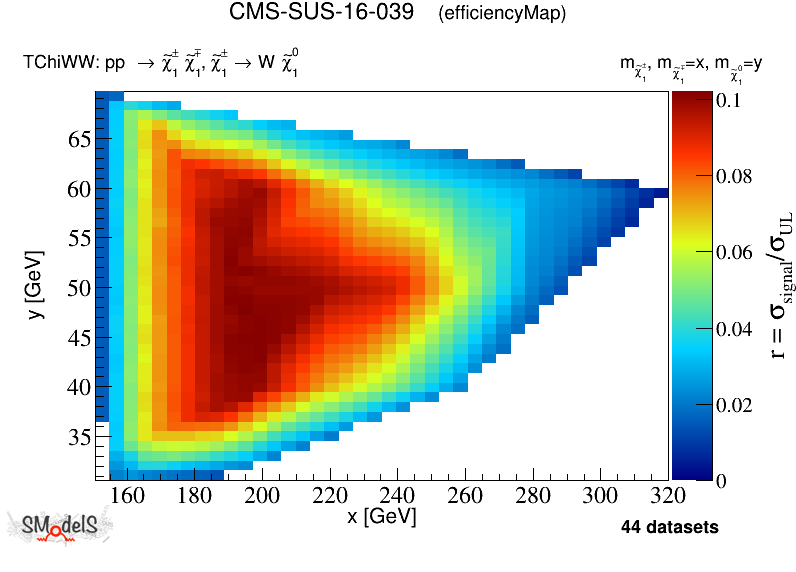 CMS-SUS-16-039 (efficiencyMap)
TChiWW: pp → χ̃₁± χ̃₁∓, χ̃₁± → W χ̃₁⁰
m_χ̃₁±, m_χ̃₁∓=x, m_χ̃₁⁰=y
65
60
55
50
45
40
35
y [GeV]
160 180 200 220 240 260 280 300 320
x [GeV]
0.1
0.08
0.06
0.04
0.02
0
r = σ_signal/σ_UL
SModelS
44 datasets